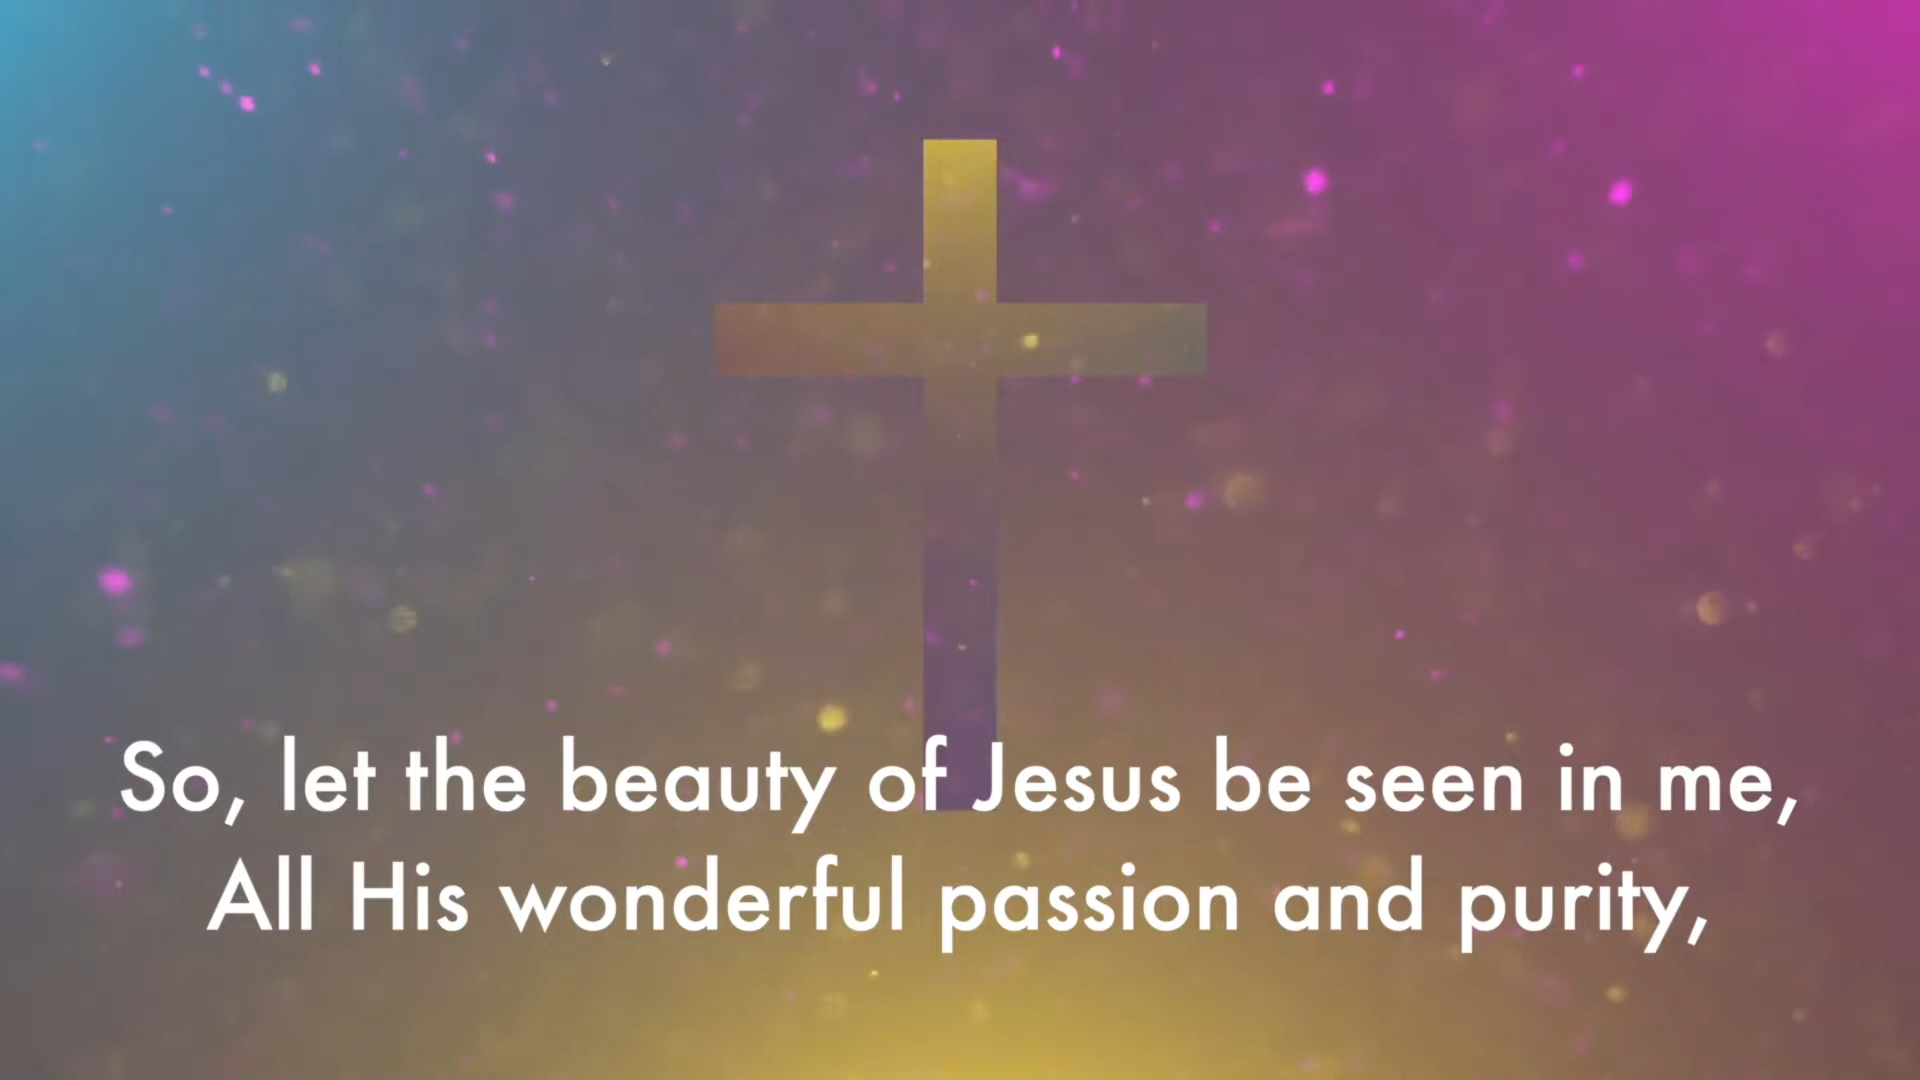 So, let the beauty of Jesus be seen in me,
All His wonderful passion and purity,